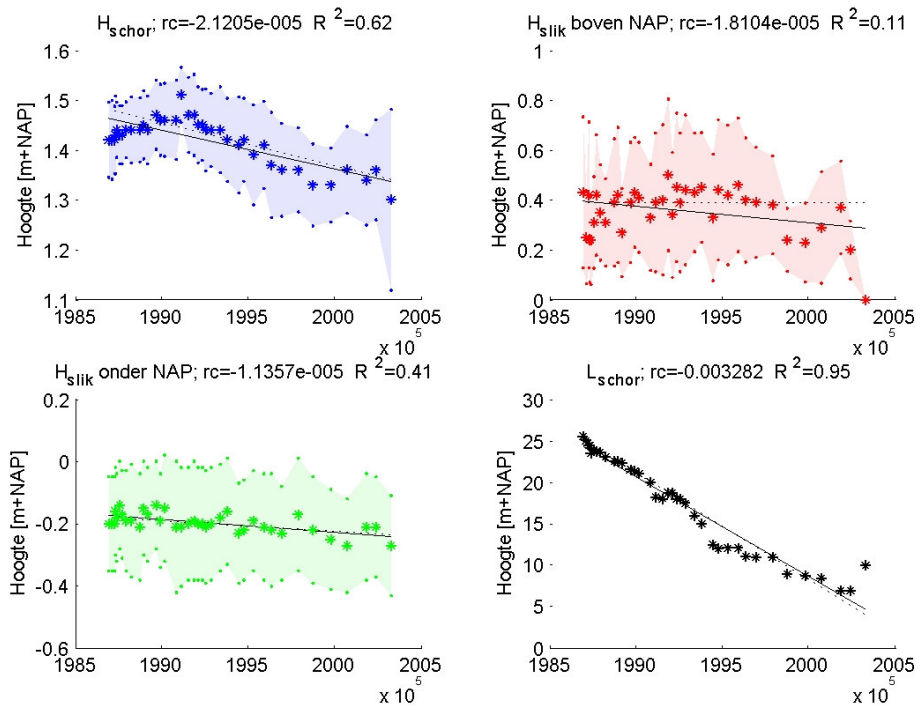 H_schor; rc=-2.1205e-005 R^2=0.62
Hoogte [m+NAP]
1.6
1.5
1.4
1.3
1.2
1.1
1985 1990 1995 2000 2005
x 10^5
H_slik boven NAP; rc=-1.8104e-005 R^2=0.11
Hoogte [m+NAP]
1
0.8
0.6
0.4
0.2
0
1985 1990 1995 2000 2005
x 10^5
H_slik onder NAP; rc=-1.1357e-005 R^2=0.41
Hoogte [m+NAP]
0.2
0
-0.2
-0.4
-0.6
1985 1990 1995 2000 2005
x 10^5
L_schor; rc=-0.003282 R^2=0.95
Hoogte [m+NAP]
30
25
20
15
10
5
0
1985 1990 1995 2000 2005
x 10^5